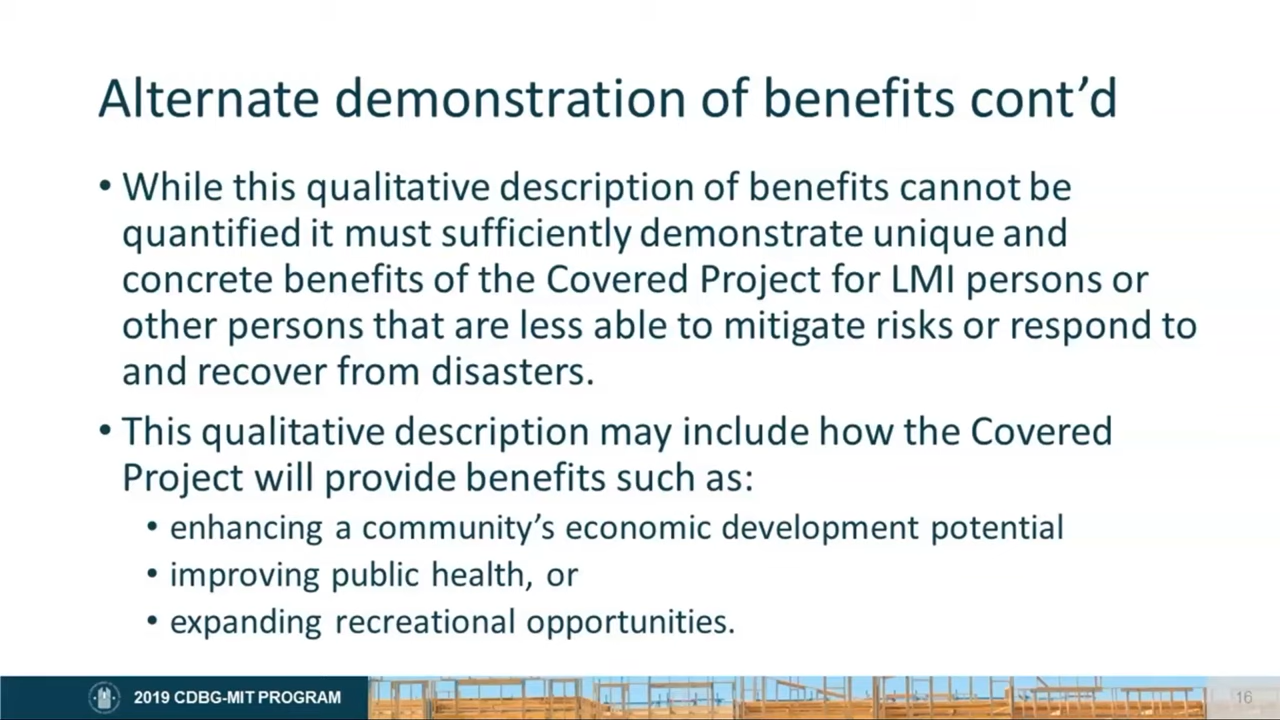 Alternate demonstration of benefits cont’d
• While this qualitative description of benefits cannot be
quantified it must sufficiently demonstrate unique and
concrete benefits of the Covered Project for LMI persons or
other persons that are less able to mitigate risks or respond to
and recover from disasters.
• This qualitative description may include how the Covered
Project will provide benefits such as:
• enhancing a community’s economic development potential
• improving public health, or
• expanding recreational opportunities.
2019 CDBG-MIT PROGRAM
16